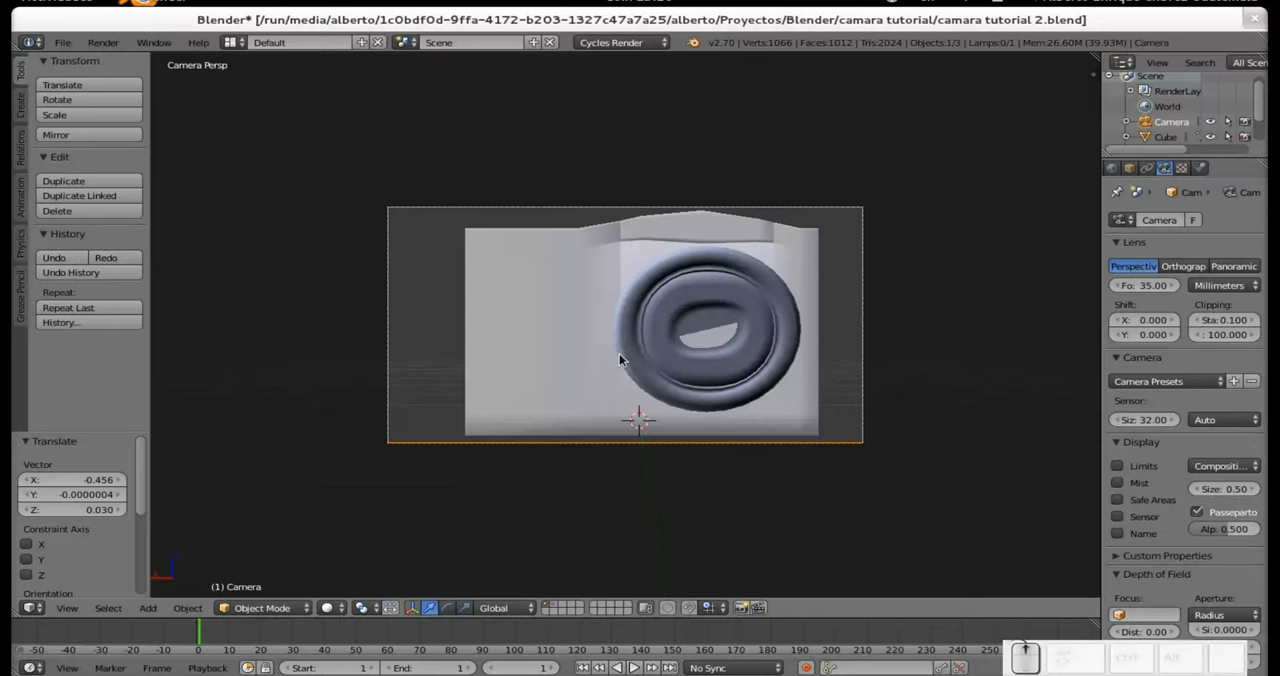 Blender* [/run/media/alberto/1c0bdf0d-9ffa-4172-b203-1327c47a7a25/alberto/Proyectos/Blender/camara tutorial/camara tutorial 2.blend]
File Render Window Help Default Scene Cycles Render v2.70 | Verts:1066 | Faces:1012 | Tris:2024 | Objects:1/3 | Lamps:0/1 | Mem:26.60M (39.93M) | Camera
Tools
Create
Relations
Animation
Physics
Grease Pencil
Transform
Translate
Rotate
Scale
Mirror
Edit
Duplicate
Duplicate Linked
Delete
History
Undo Redo
Undo History
Repeat:
Repeat Last
History...
Translate
Vector
X: -0.456
Y: -0.0000004
Z: 0.030
Constraint Axis
X
Y
Z
Orientation
Camera Persp
(1) Camera
View Select Add Object Object Mode Global
View Search All Scen
Scene
RenderLay
World
Camera
Cube
Cam Cam
Camera F
Lens
Perspectiv Orthograp Panoramic
Fo: 35.00 Millimeters
Shift: Clipping:
X: 0.000 Sta: 0.100
Y: 0.000 : 100.000
Camera
Camera Presets
Sensor:
Siz: 32.00 Auto
Display
Limits Compositi...
Mist Size: 0.50
Safe Areas
Sensor Passeparto
Name Alp: 0.500
Custom Properties
Depth of Field
Focus: Aperture:
Radius
Dist: 0.00 Si: 0.0000
-50 -40 -30 -20 -10 0 10 20 30 40 50 60 70 80 90 100 110 120 130 140 150 160 170 180 190 200 210 220 230 240 250
View Marker Frame Playback Start: 1 End: 1 1 No Sync
Ctrl Alt